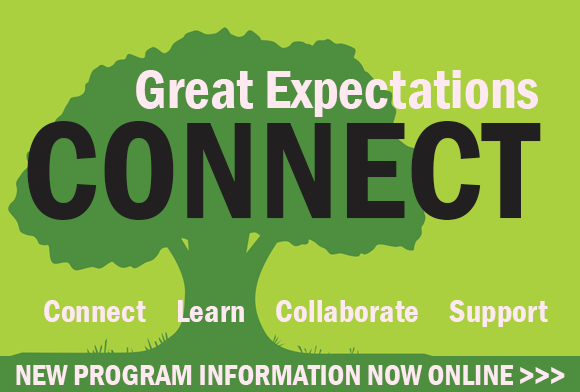 Great Expectations
CONNECT
Connect Learn Collaborate Support
NEW PROGRAM INFORMATION NOW ONLINE >>>